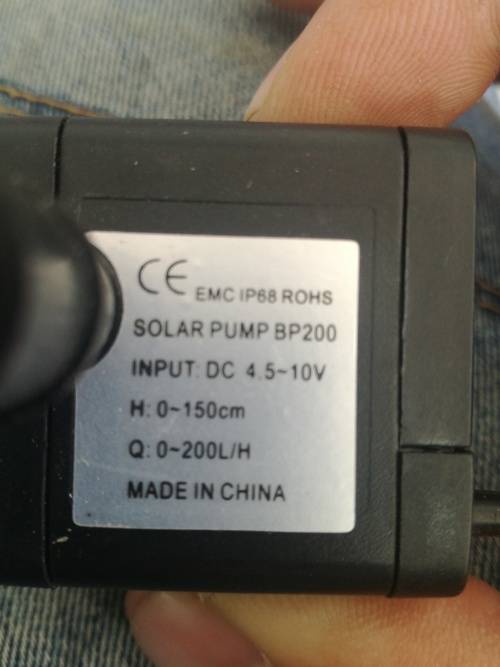 CE EMC IP68 ROHS
SOLAR PUMP BP200
INPUT: DC 4.5~10V
H: 0~150cm
Q: 0~200L/H
MADE IN CHINA